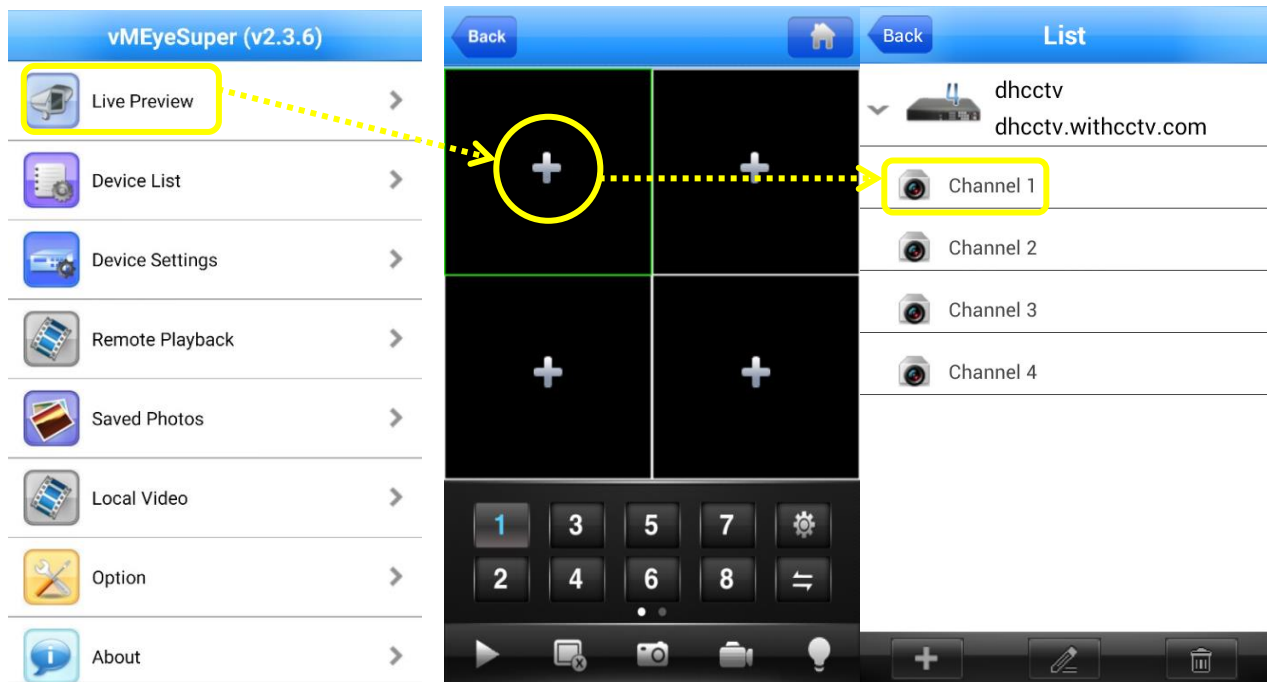 vMEyeSuper (v2.3.6)
Live Preview
Device List
Device Settings
Remote Playback
Saved Photos
Local Video
Option
About
Back
1 3 5 7
2 4 6 8
Back List
4
dhcctv
dhcctv.withcctv.com
Channel 1
Channel 2
Channel 3
Channel 4